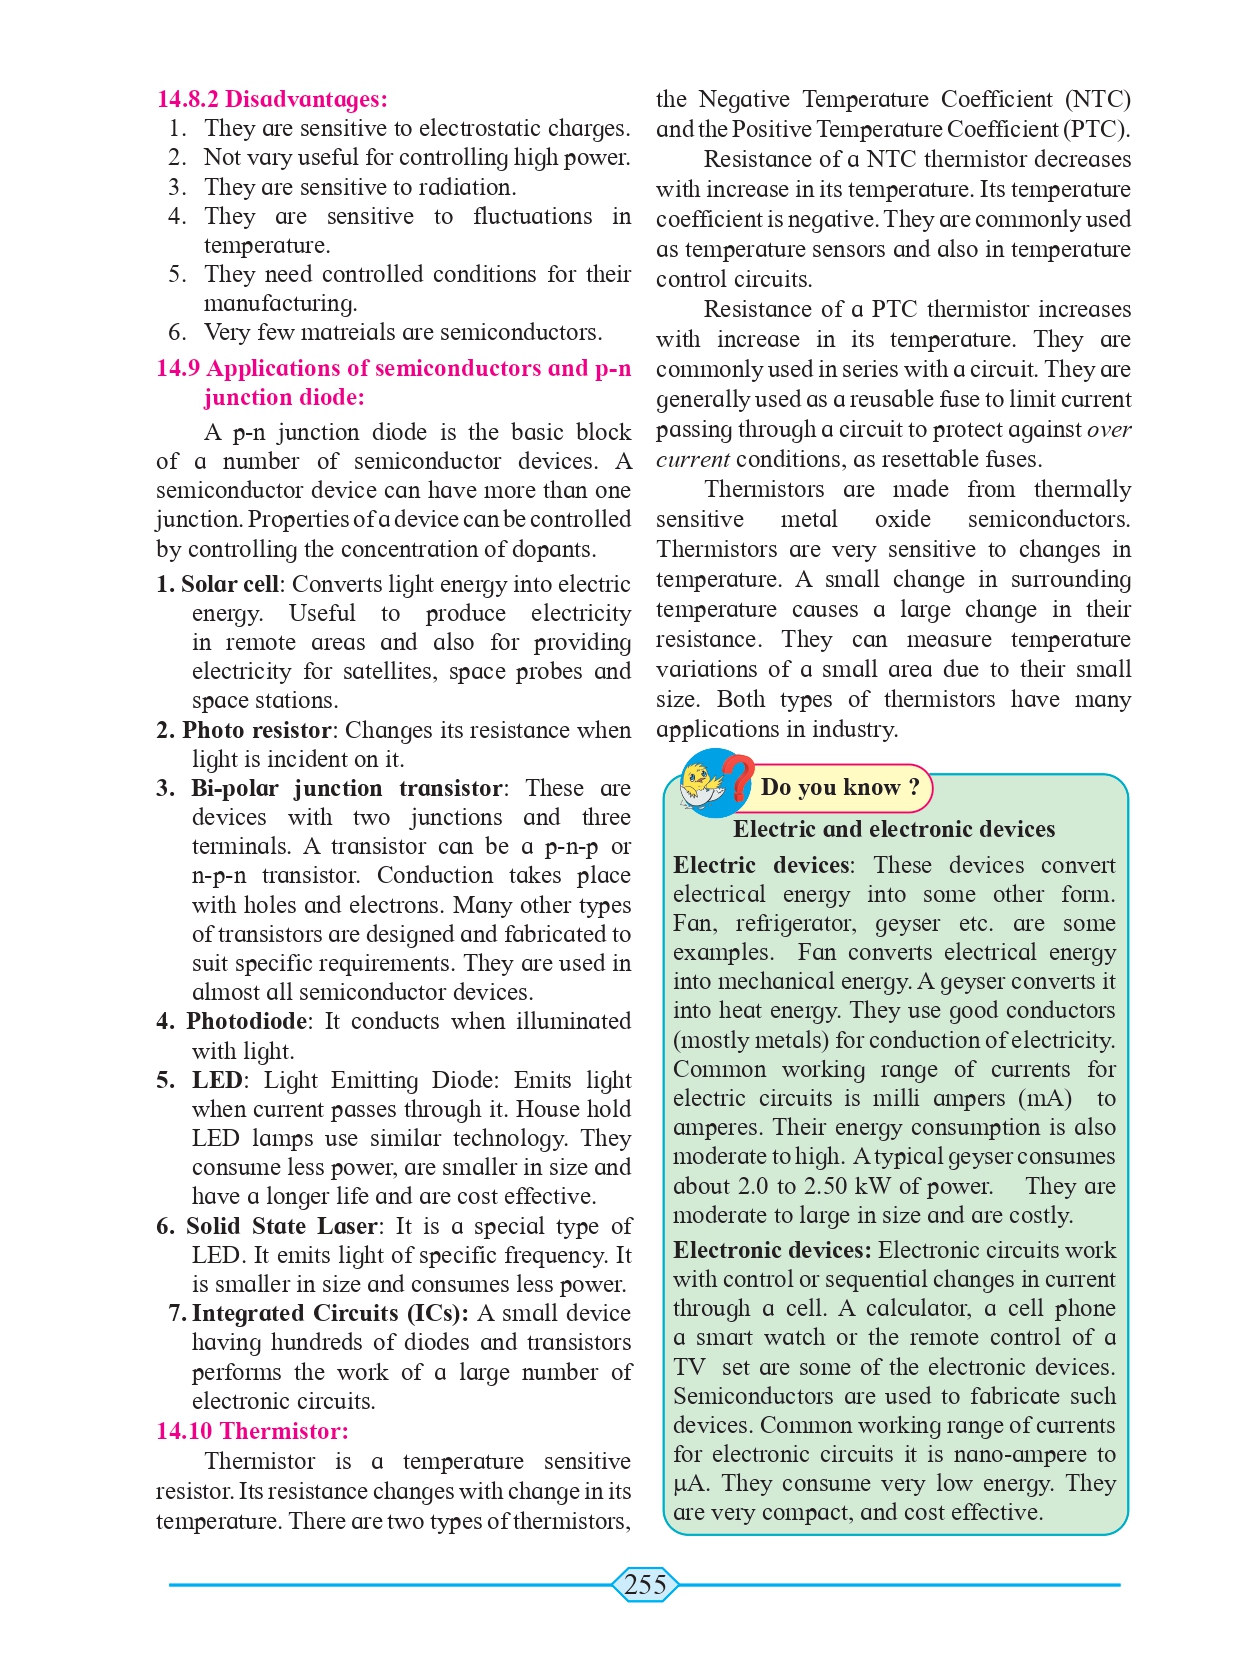 14.8.2 Disadvantages:
1. They are sensitive to electrostatic charges.
2. Not vary useful for controlling high power.
3. They are sensitive to radiation.
4. They are sensitive to fluctuations in
temperature.
5. They need controlled conditions for their
manufacturing.
6. Very few matreials are semiconductors.
14.9 Applications of semiconductors and p-n
junction diode:
A p-n junction diode is the basic block
of a number of semiconductor devices. A
semiconductor device can have more than one
junction. Properties of a device can be controlled
by controlling the concentration of dopants.
1. Solar cell: Converts light energy into electric
energy. Useful to produce electricity
in remote areas and also for providing
electricity for satellites, space probes and
space stations.
2. Photo resistor: Changes its resistance when
light is incident on it.
3. Bi-polar junction transistor: These are
devices with two junctions and three
terminals. A transistor can be a p-n-p or
n-p-n transistor. Conduction takes place
with holes and electrons. Many other types
of transistors are designed and fabricated to
suit specific requirements. They are used in
almost all semiconductor devices.
4. Photodiode: It conducts when illuminated
with light.
5. LED: Light Emitting Diode: Emits light
when current passes through it. House hold
LED lamps use similar technology. They
consume less power, are smaller in size and
have a longer life and are cost effective.
6. Solid State Laser: It is a special type of
LED. It emits light of specific frequency. It
is smaller in size and consumes less power.
7. Integrated Circuits (ICs): A small device
having hundreds of diodes and transistors
performs the work of a large number of
electronic circuits.
14.10 Thermistor:
Thermistor is a temperature sensitive
resistor. Its resistance changes with change in its
temperature. There are two types of thermistors,
the Negative Temperature Coefficient (NTC)
and the Positive Temperature Coefficient (PTC).
Resistance of a NTC thermistor decreases
with increase in its temperature. Its temperature
coefficient is negative. They are commonly used
as temperature sensors and also in temperature
control circuits.
Resistance of a PTC thermistor increases
with increase in its temperature. They are
commonly used in series with a circuit. They are
generally used as a reusable fuse to limit current
passing through a circuit to protect against over
current conditions, as resettable fuses.
Thermistors are made from thermally
sensitive metal oxide semiconductors.
Thermistors are very sensitive to changes in
temperature. A small change in surrounding
temperature causes a large change in their
resistance. They can measure temperature
variations of a small area due to their small
size. Both types of thermistors have many
applications in industry.
Do you know ?
Electric and electronic devices
Electric devices: These devices convert
electrical energy into some other form.
Fan, refrigerator, geyser etc. are some
examples. Fan converts electrical energy
into mechanical energy. A geyser converts it
into heat energy. They use good conductors
(mostly metals) for conduction of electricity.
Common working range of currents for
electric circuits is milli ampers (mA) to
amperes. Their energy consumption is also
moderate to high. A typical geyser consumes
about 2.0 to 2.50 kW of power. They are
moderate to large in size and are costly.
Electronic devices: Electronic circuits work
with control or sequential changes in current
through a cell. A calculator, a cell phone
a smart watch or the remote control of a
TV set are some of the electronic devices.
Semiconductors are used to fabricate such
devices. Common working range of currents
for electronic circuits it is nano-ampere to
µA. They consume very low energy. They
are very compact, and cost effective.
255